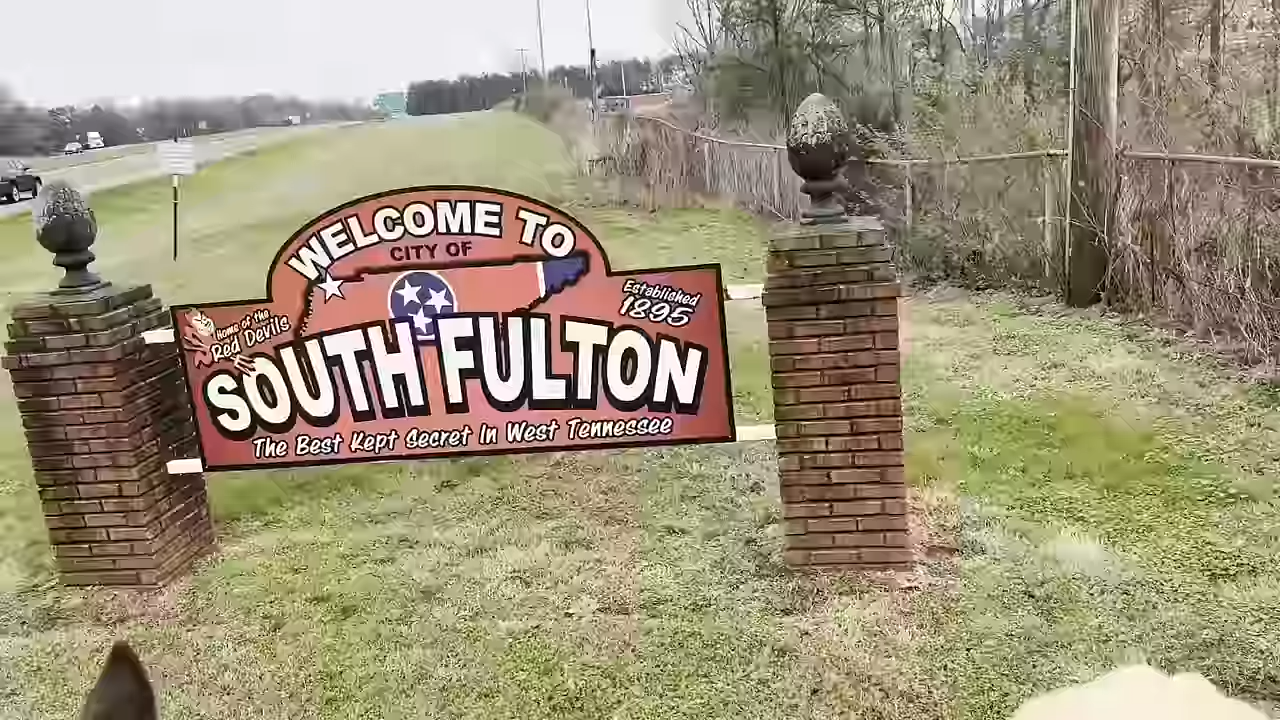 WELCOME TO
CITY OF
Established
1895
Home of the
Red Devils
SOUTH FULTON
The Best Kept Secret In West Tennessee